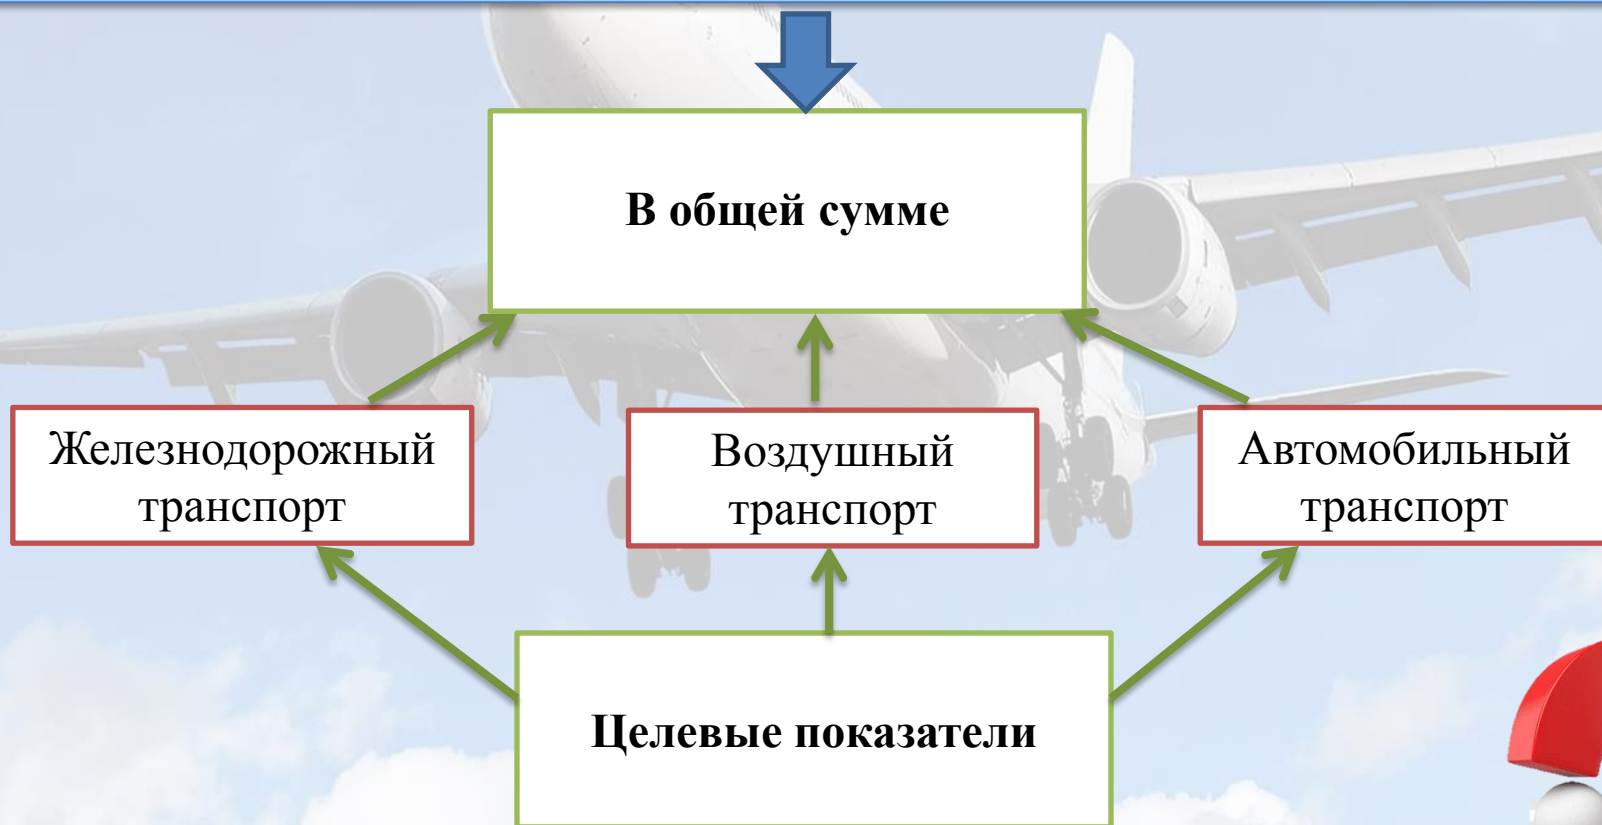 В общей сумме
Железнодорожный
транспорт
Воздушный
транспорт
Автомобильный
транспорт
Целевые показатели